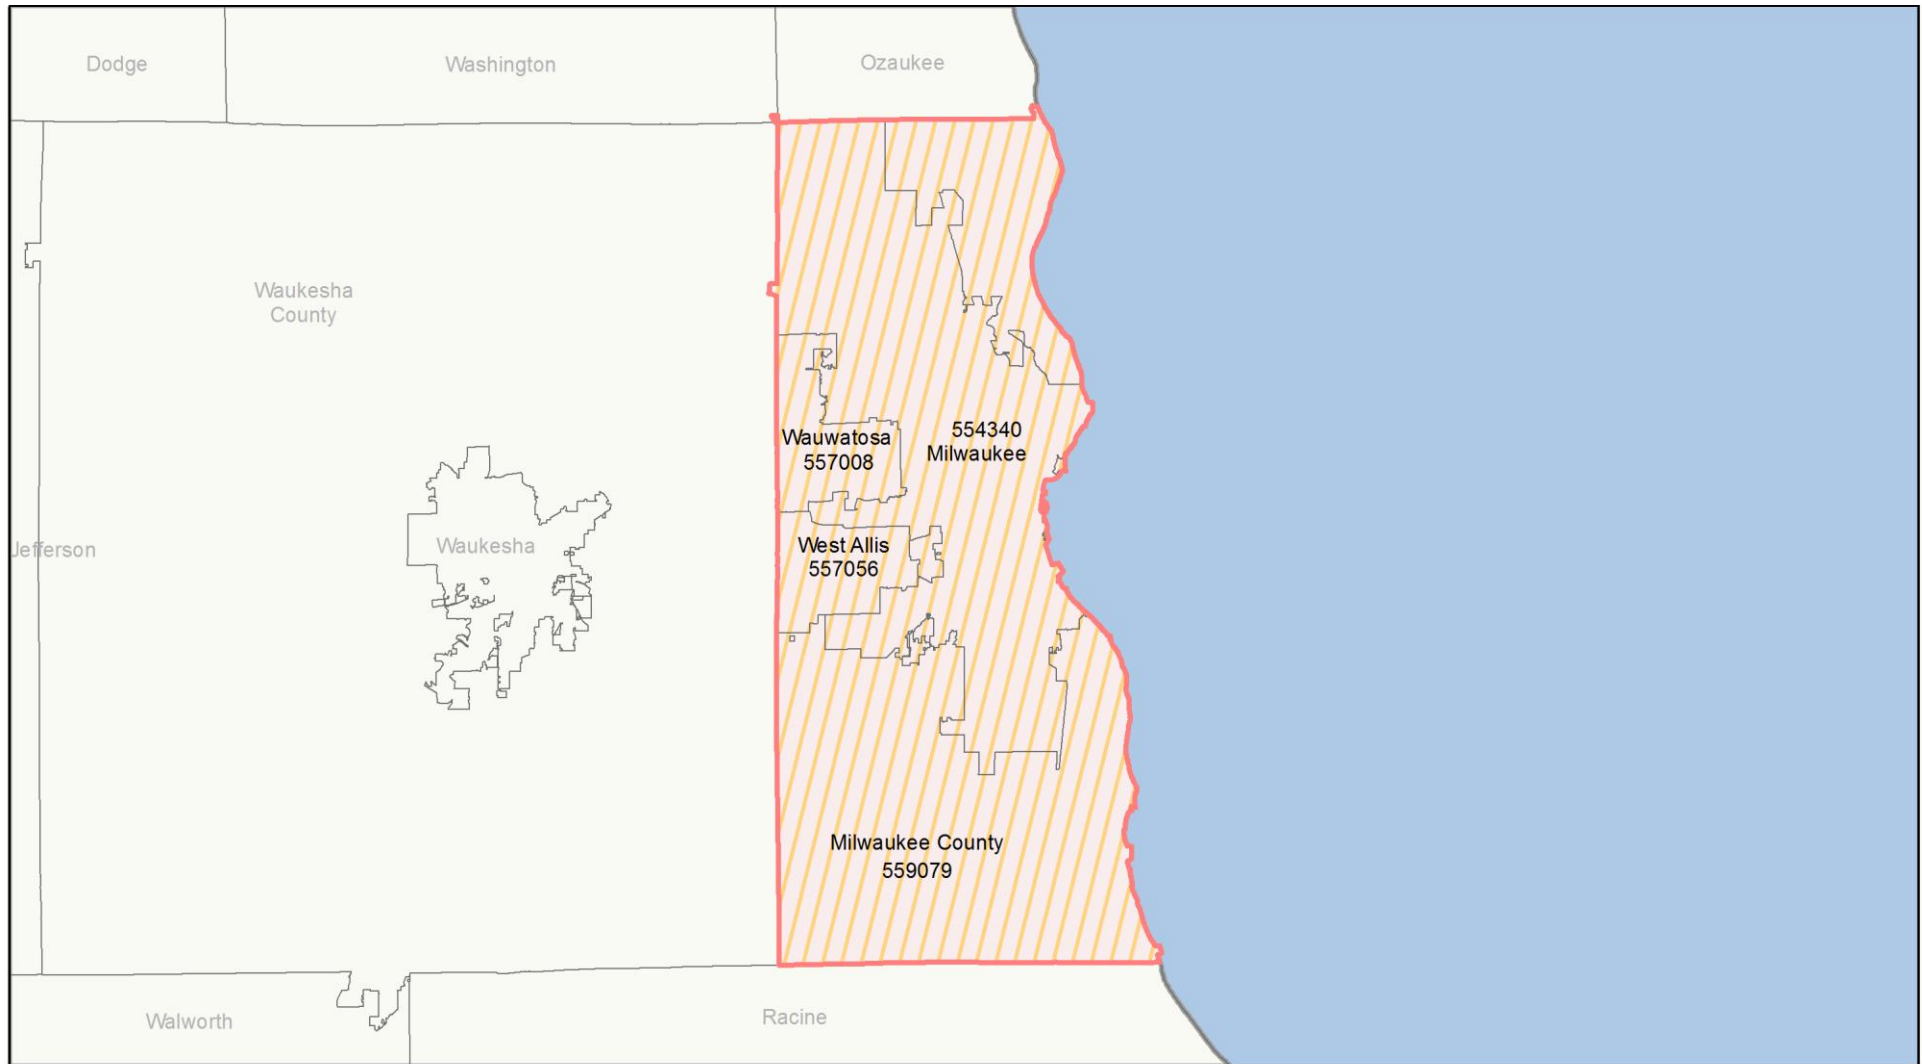 Dodge
Washington
Ozaukee
Waukesha
County
Wauwatosa
557008
554340
Milwaukee
Jefferson
Waukesha
West Allis
557056
Milwaukee County
559079
Walworth
Racine